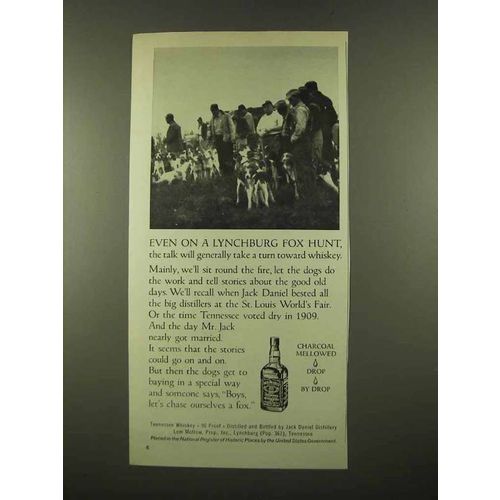 EVEN ON A LYNCHBURG FOX HUNT,
the talk will generally take a turn toward whiskey.
Mainly, we'll sit round the fire, let the dogs do
the work and tell stories about the good old
days. We'll recall when Jack Daniel bested all
the big distillers at the St. Louis World's Fair.
Or the time Tennessee voted dry in 1909.
And the day Mr. Jack
nearly got married.
It seems that the stories
could go on and on.
But then the dogs get to
baying in a special way
and someone says, "Boys,
let's chase ourselves a fox."
CHARCOAL
MELLOWED
DROP
BY DROP
Tennessee Whiskey • 90 Proof • Distilled and Bottled by Jack Daniel Distillery
Lem Motlow, Prop., Inc., Lynchburg (Pop. 361), Tennessee
Placed in the National Register of Historic Places by the United States Government.